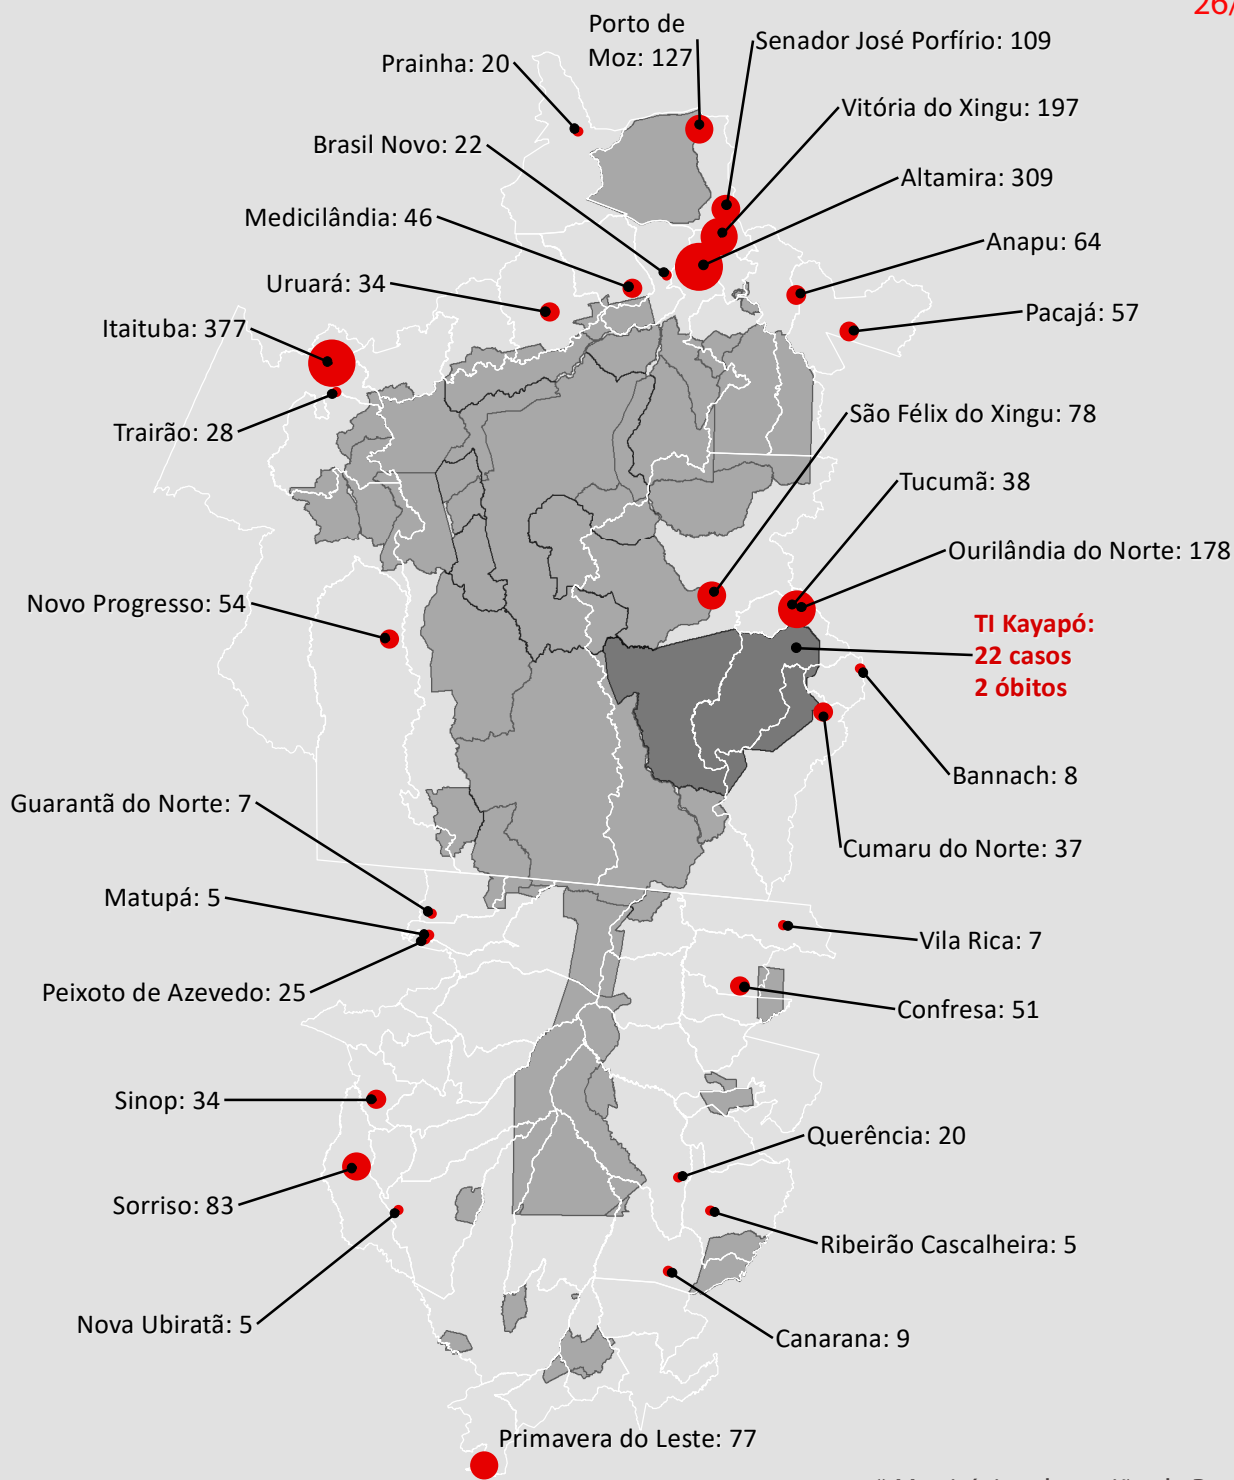 26/
Porto de
Moz: 127
Senador José Porfírio: 109
Prainha: 20
Vitória do Xingu: 197
Brasil Novo: 22
Altamira: 309
Medicilândia: 46
Anapu: 64
Uruará: 34
Pacajá: 57
Itaituba: 377
São Félix do Xingu: 78
Trairão: 28
Tucumã: 38
Ourilândia do Norte: 178
Novo Progresso: 54
TI Kayapó:
22 casos
2 óbitos
Bannach: 8
Guarantã do Norte: 7
Cumaru do Norte: 37
Matupá: 5
Vila Rica: 7
Peixoto de Azevedo: 25
Confresa: 51
Sinop: 34
Querência: 20
Sorriso: 83
Ribeirão Cascalheira: 5
Nova Ubiratã: 5
Canarana: 9
Primavera do Leste: 77